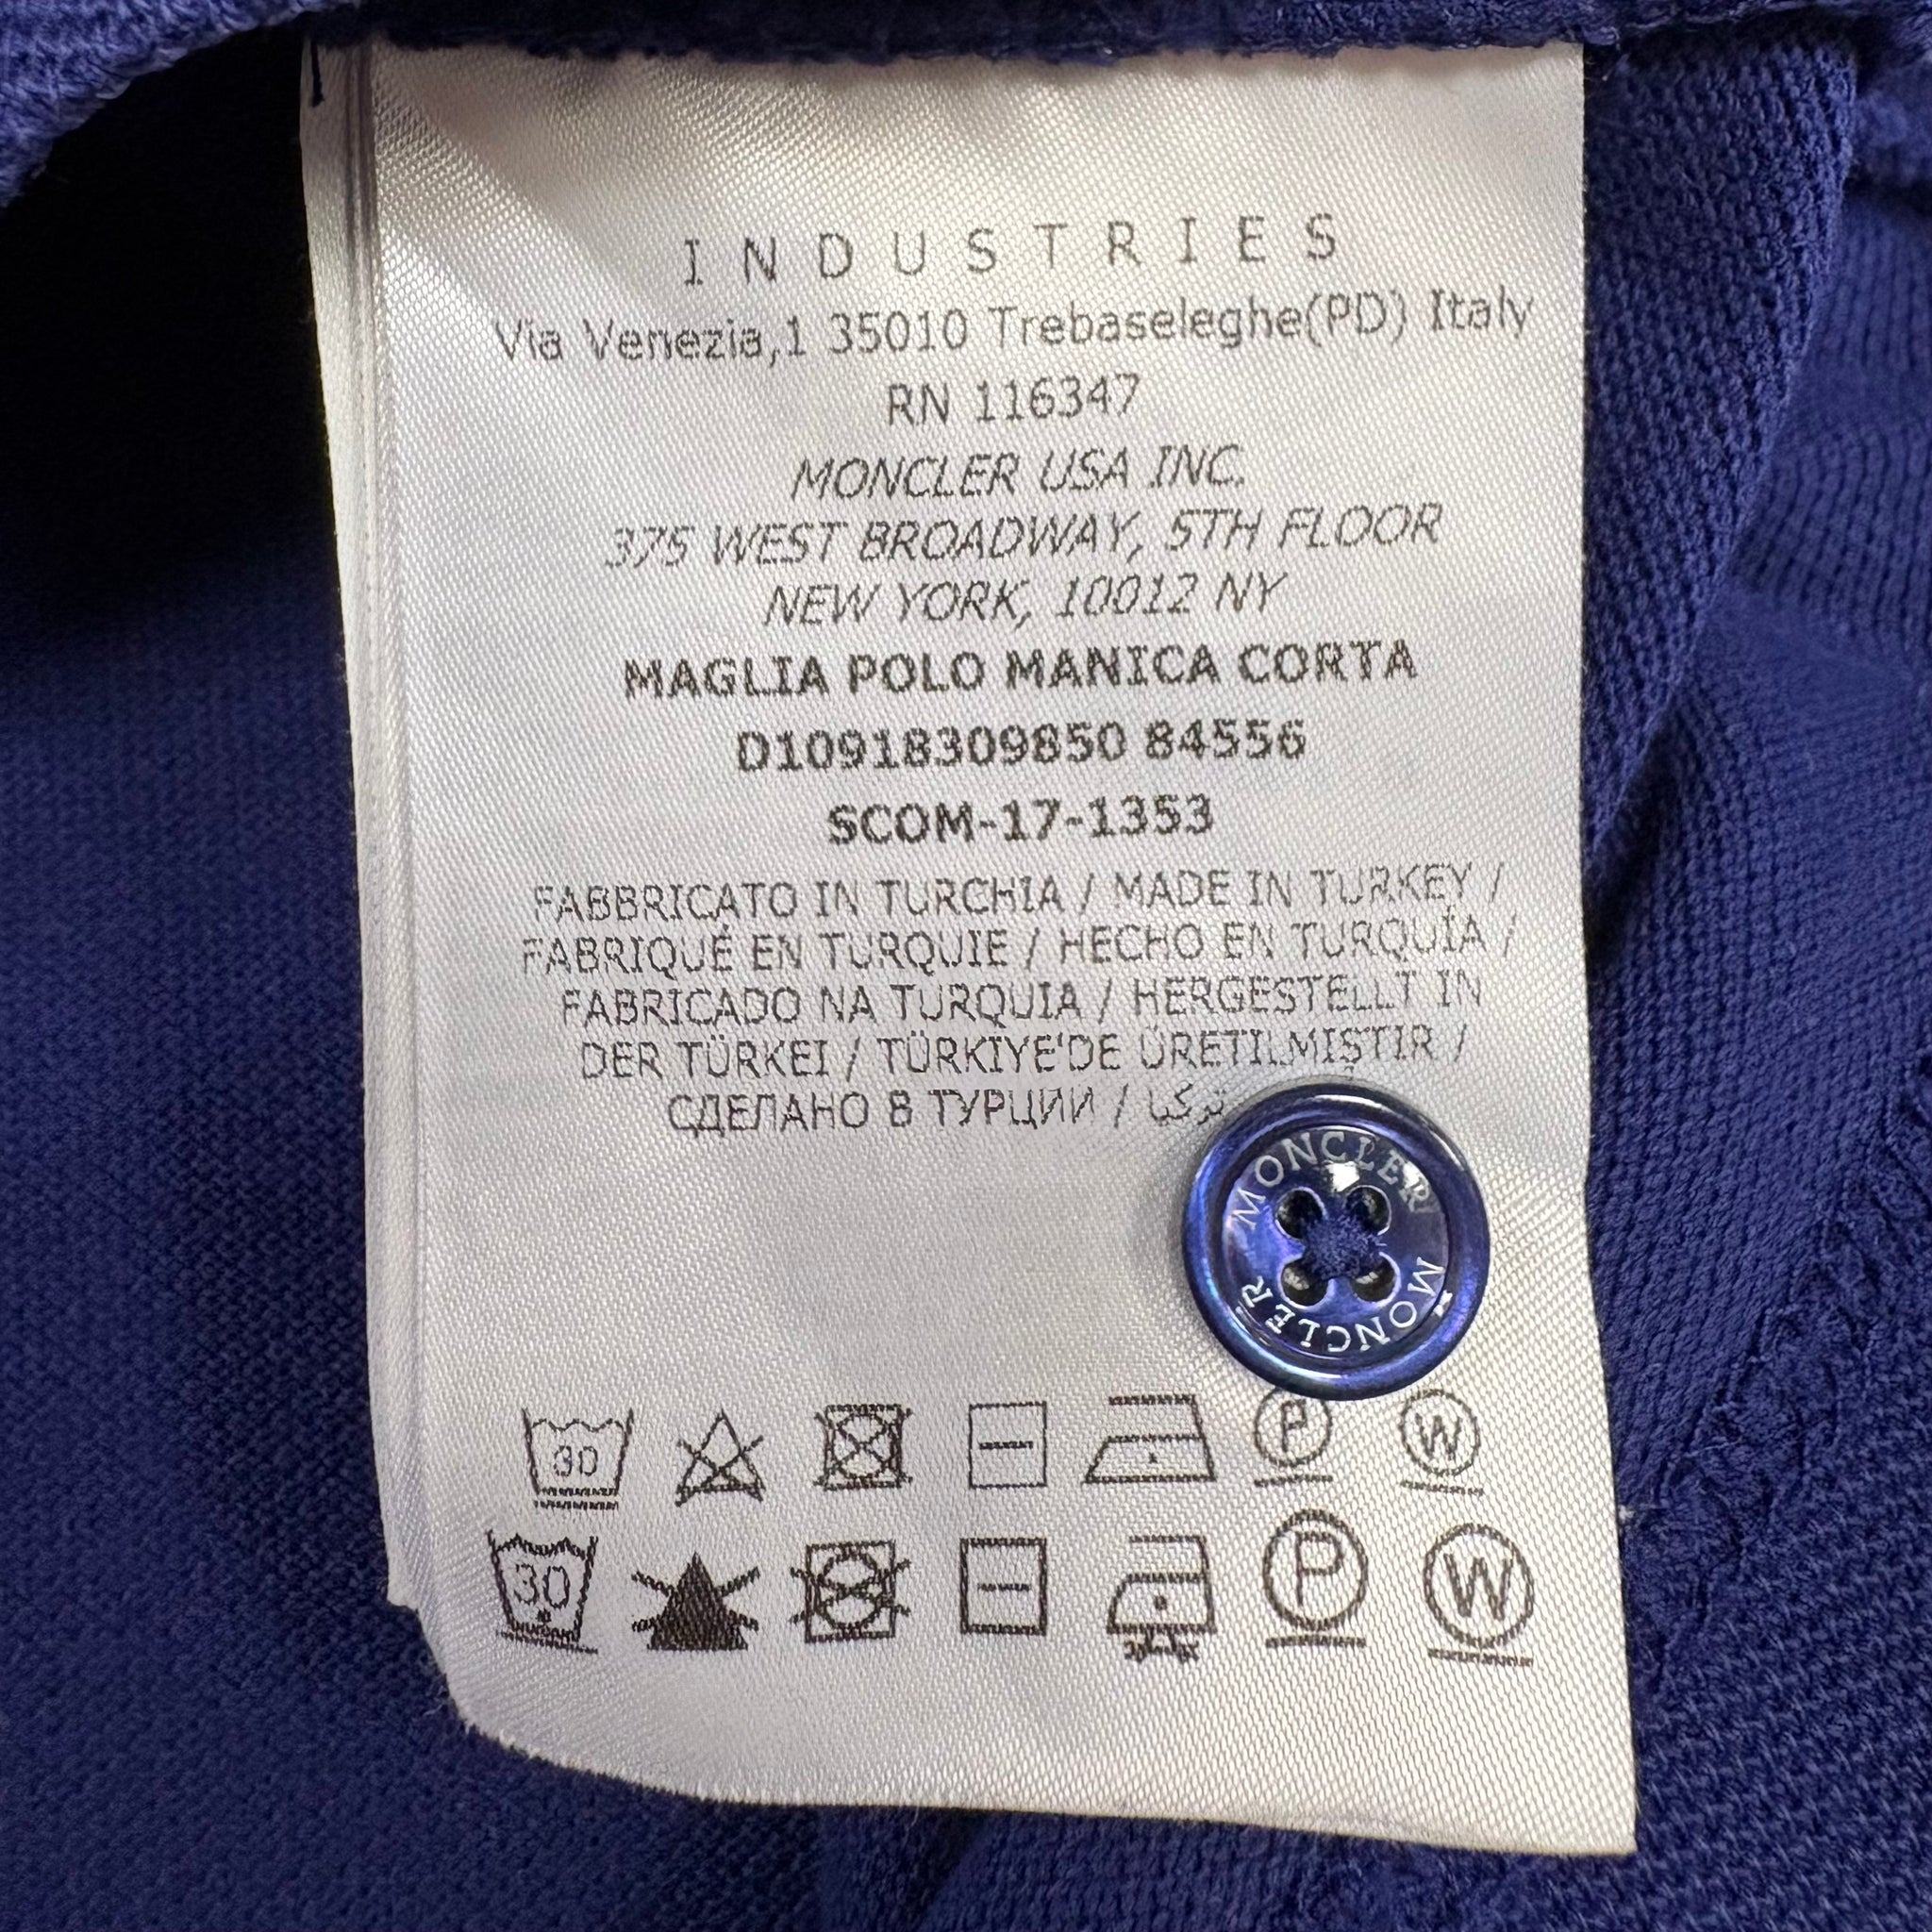 INDUSTRIES
Via Venezia,1 35010 Trebaseleghe(PD) Italy
RN 116347
MONCLER USA INC.
375 WEST BROADWAY, 5TH FLOOR
NEW YORK, 10012 NY
MAGLIA POLO MANICA CORTA
D10918309850 84556
SCOM-17-1353
FABBRICATO IN TURCHIA / MADE IN TURKEY /
FABRIQUÉ EN TURQUIE / HECHO EN TURQUÍA /
FABRICADO NA TURQUIA / HERGESTELLT IN
DER TÜRKEI / TÜRKIYE'DE ÜRETILMIŞTIR /
СДЕЛАНО В ТУРЦИИ /
MONCLER
MONCLER
30 P W
30 P W